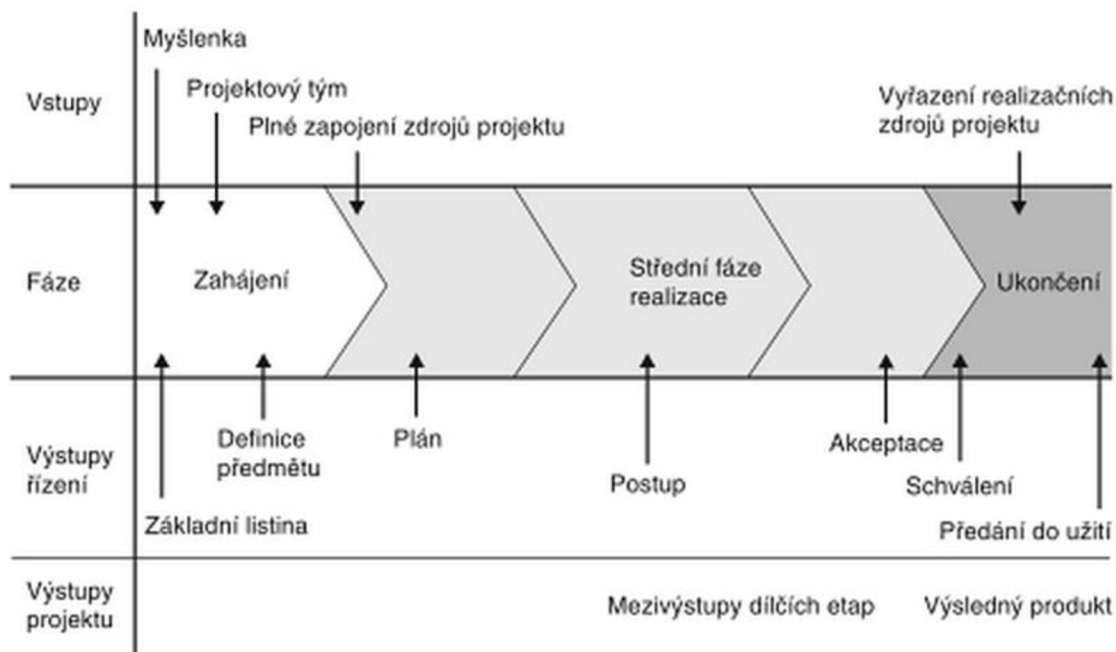 Vstupy
Myšlenka
Projektový tým
Plné zapojení zdrojů projektu
Vyřazení realizačních
zdrojů projektu
Fáze
Zahájení
Střední fáze
realizace
Ukončení
Výstupy
řízení
Definice
předmětu
Základní listina
Plán
Postup
Akceptace
Schválení
Předání do užití
Výstupy
projektu
Mezivýstupy dílčích etap
Výsledný produkt